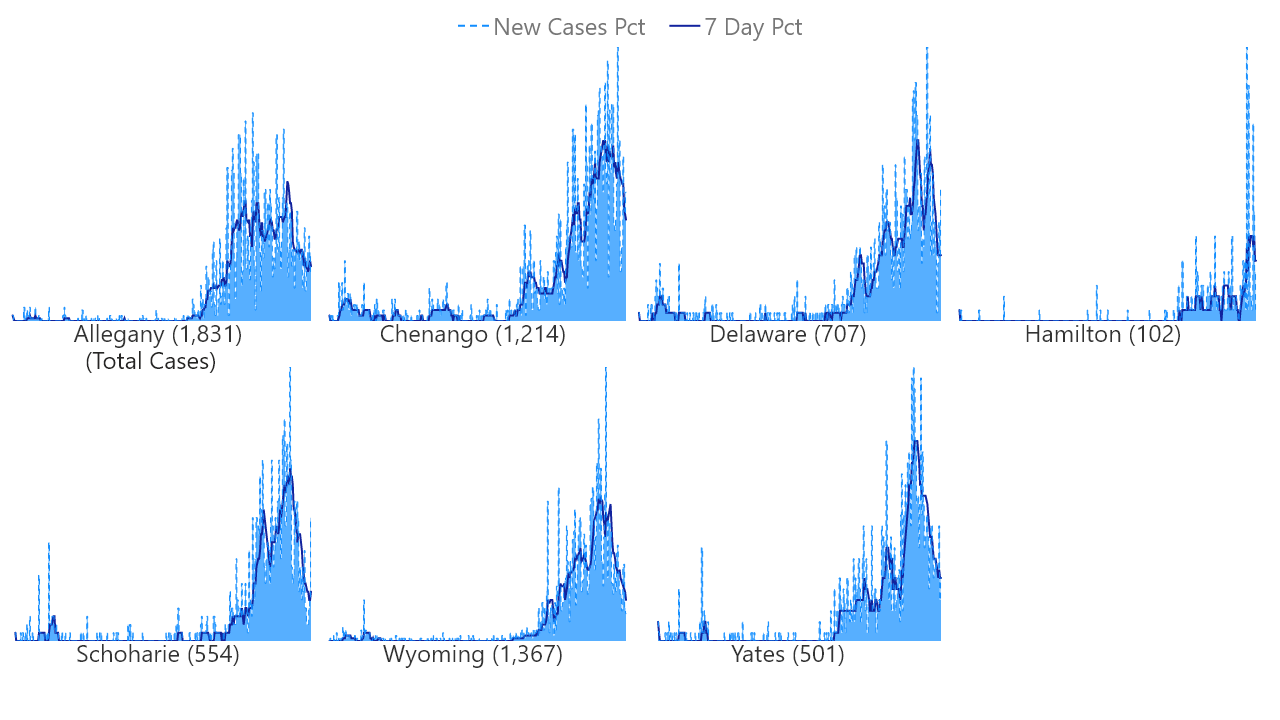 New Cases Pct 7 Day Pct
Allegany (1,831) Chenango (1,214) Delaware (707) Hamilton (102)
(Total Cases)
Schoharie (554) Wyoming (1,367) Yates (501)